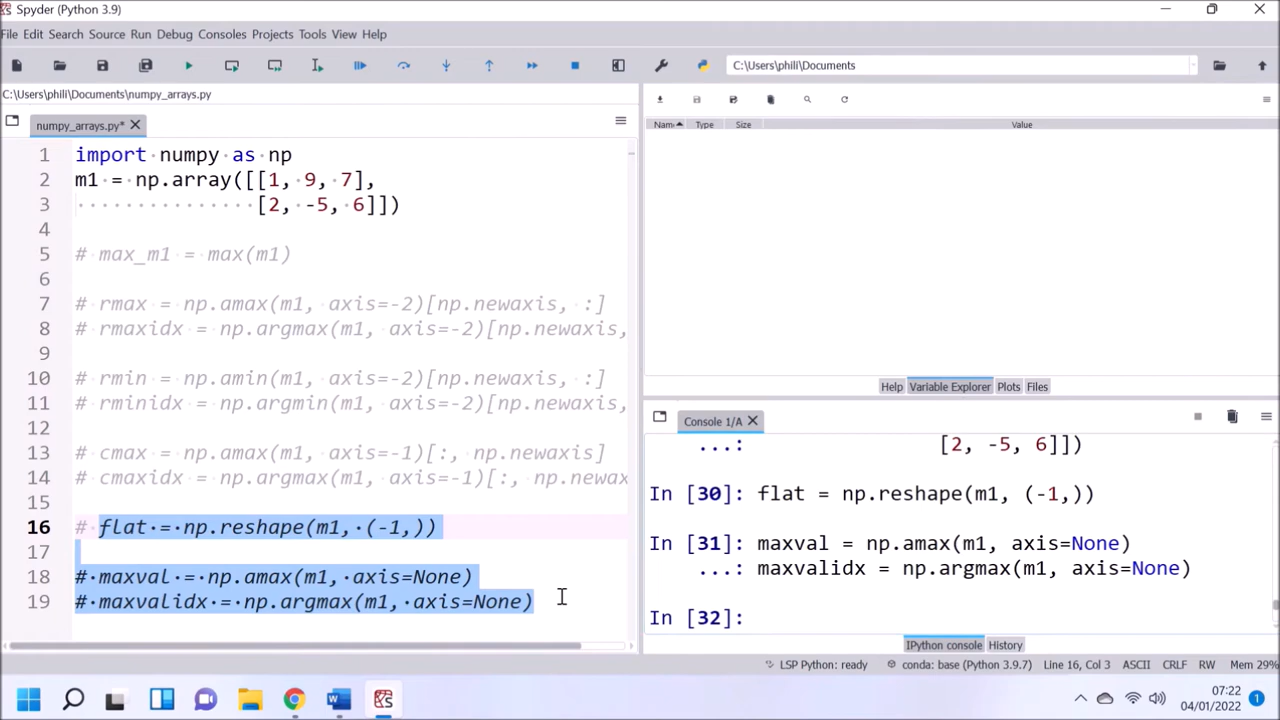 Spyder (Python 3.9)
File Edit Search Source Run Debug Consoles Projects Tools View Help
C:\Users\phili\Documents
C:\Users\phili\Documents\numpy_arrays.py
numpy_arrays.py*
1 import numpy as np
2 m1 = np.array([[1, 9, 7],
3 [2, -5, 6]])
4
5 # max_m1 = max(m1)
6
7 # rmax = np.amax(m1, axis=-2)[np.newaxis, :]
8 # rmaxidx = np.argmax(m1, axis=-2)[np.newaxis,
9
10 # rmin = np.amin(m1, axis=-2)[np.newaxis, :]
11 # rminidx = np.argmin(m1, axis=-2)[np.newaxis,
12
13 # cmax = np.amax(m1, axis=-1)[:, np.newaxis]
14 # cmaxidx = np.argmax(m1, axis=-1)[:, np.newax
15
16 # flat = np.reshape(m1, (-1,))
17
18 # maxval = np.amax(m1, axis=None)
19 # maxvalidx = np.argmax(m1, axis=None)
Name Type Size Value
Help Variable Explorer Plots Files
Console 1/A
...: [2, -5, 6]])
In [30]: flat = np.reshape(m1, (-1,))
In [31]: maxval = np.amax(m1, axis=None)
...: maxvalidx = np.argmax(m1, axis=None)
In [32]:
IPython console History
LSP Python: ready conda: base (Python 3.9.7) Line 16, Col 3 ASCII CRLF RW Mem 29%
07:22
04/01/2022
1